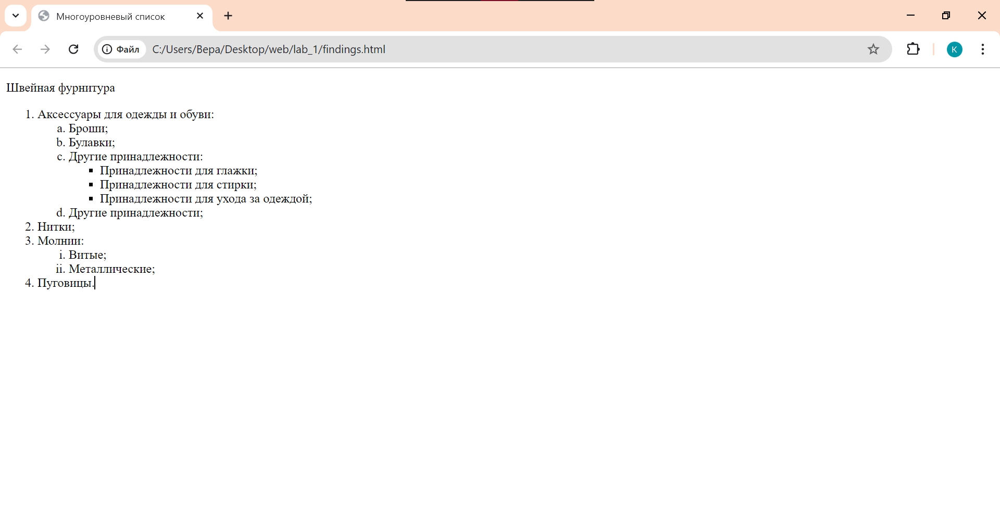 Многоуровневый список
Файл C:/Users/Вера/Desktop/web/lab_1/findings.html
K
Швейная фурнитура
1. Аксессуары для одежды и обуви:
a. Броши;
b. Булавки;
c. Другие принадлежности:
▪ Принадлежности для глажки;
▪ Принадлежности для стирки;
▪ Принадлежности для ухода за одеждой;
d. Другие принадлежности;
2. Нитки;
3. Молнии:
i. Витые;
ii. Металлические;
4. Пуговицы.